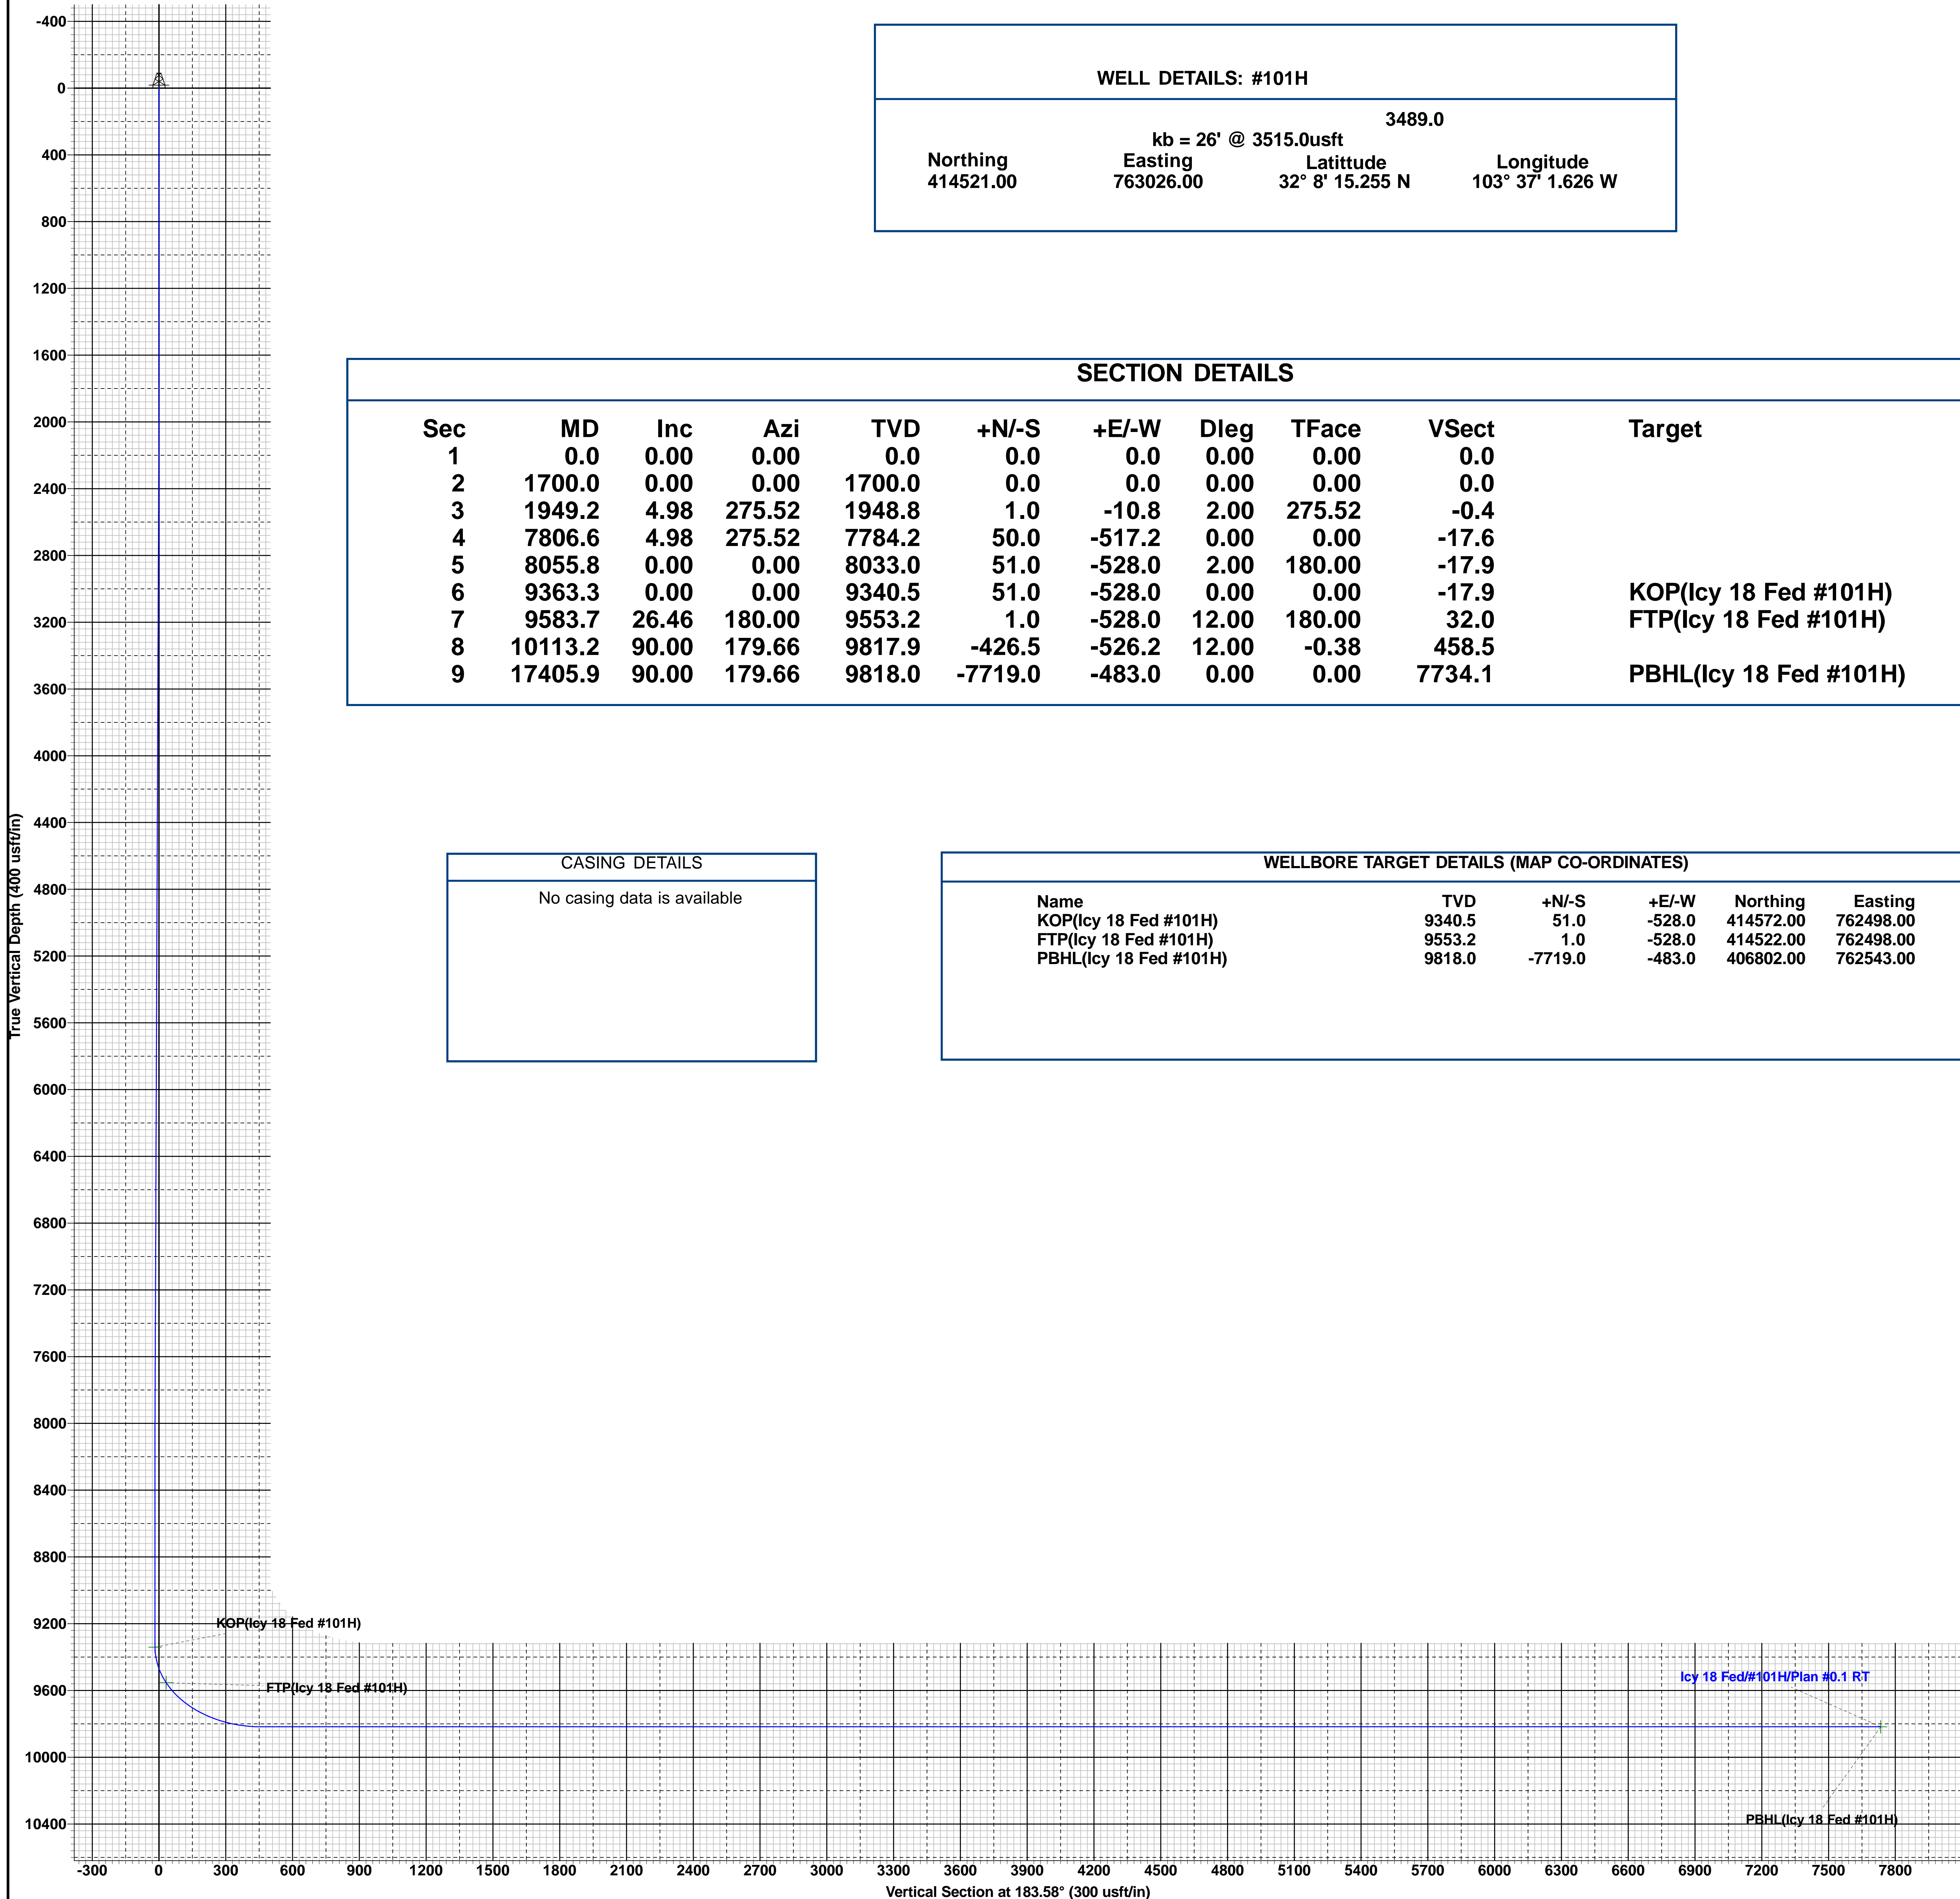 WELL DETAILS: #101H
3489.0
kb = 26' @ 3515.0usft
Northing Easting Latittude Longitude
414521.00 763026.00 32° 8' 15.255 N 103° 37' 1.626 W
SECTION DETAILS
Sec MD Inc Azi TVD +N/-S +E/-W Dleg TFace VSect Target
1 0.0 0.00 0.00 0.0 0.0 0.0 0.00 0.00 0.0
2 1700.0 0.00 0.00 1700.0 0.0 0.0 0.00 0.00 0.0
3 1949.2 4.98 275.52 1948.8 1.0 -10.8 2.00 275.52 -0.4
4 7806.6 4.98 275.52 7784.2 50.0 -517.2 0.00 0.00 -17.6
5 8055.8 0.00 0.00 8033.0 51.0 -528.0 2.00 180.00 -17.9
6 9363.3 0.00 0.00 9340.5 51.0 -528.0 0.00 0.00 -17.9 KOP(Icy 18 Fed #101H)
7 9583.7 26.46 180.00 9553.2 1.0 -528.0 12.00 180.00 32.0 FTP(Icy 18 Fed #101H)
8 10113.2 90.00 179.66 9817.9 -426.5 -526.2 12.00 -0.38 458.5
9 17405.9 90.00 179.66 9818.0 -7719.0 -483.0 0.00 0.00 7734.1 PBHL(Icy 18 Fed #101H)
CASING DETAILS
No casing data is available
WELLBORE TARGET DETAILS (MAP CO-ORDINATES)
Name TVD +N/-S +E/-W Northing Easting
KOP(Icy 18 Fed #101H) 9340.5 51.0 -528.0 414572.00 762498.00
FTP(Icy 18 Fed #101H) 9553.2 1.0 -528.0 414522.00 762498.00
PBHL(Icy 18 Fed #101H) 9818.0 -7719.0 -483.0 406802.00 762543.00
True Vertical Depth (400 usft/in)
-400
0
400
800
1200
1600
2000
2400
2800
3200
3600
4000
4400
4800
5200
5600
6000
6400
6800
7200
7600
8000
8400
8800
9200
9600
10000
10400
KOP(Icy 18 Fed #101H)
FTP(Icy 18 Fed #101H)
Icy 18 Fed/#101H/Plan #0.1 RT
PBHL(Icy 18 Fed #101H)
-300 0 300 600 900 1200 1500 1800 2100 2400 2700 3000 3300 3600 3900 4200 4500 4800 5100 5400 5700 6000 6300 6600 6900 7200 7500 7800
Vertical Section at 183.58° (300 usft/in)